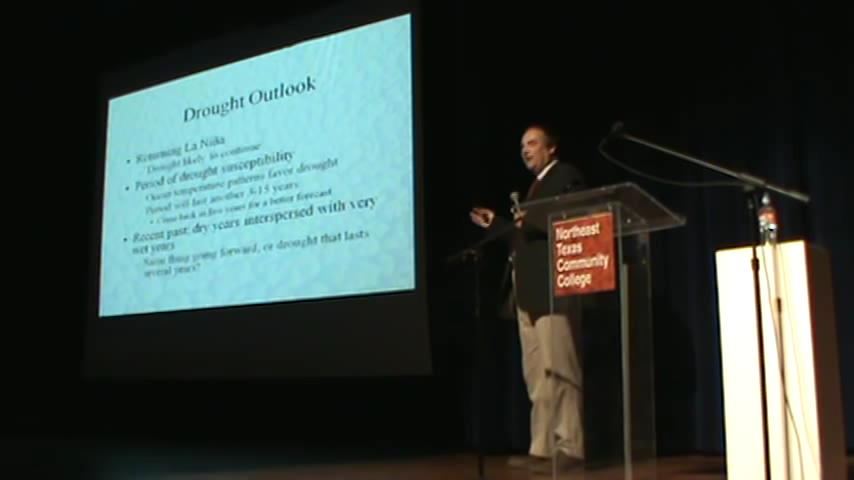 Drought Outlook
• Returning La Niña
Drought likely to continue
• Period of drought susceptibility
Ocean temperature patterns favor drought
Period will last another 3-15 years
• Come back in five years for a better forecast
• Recent past: dry years interspersed with very
wet years
Same thing going forward, or drought that lasts
several years?
Northeast
Texas
Community
College